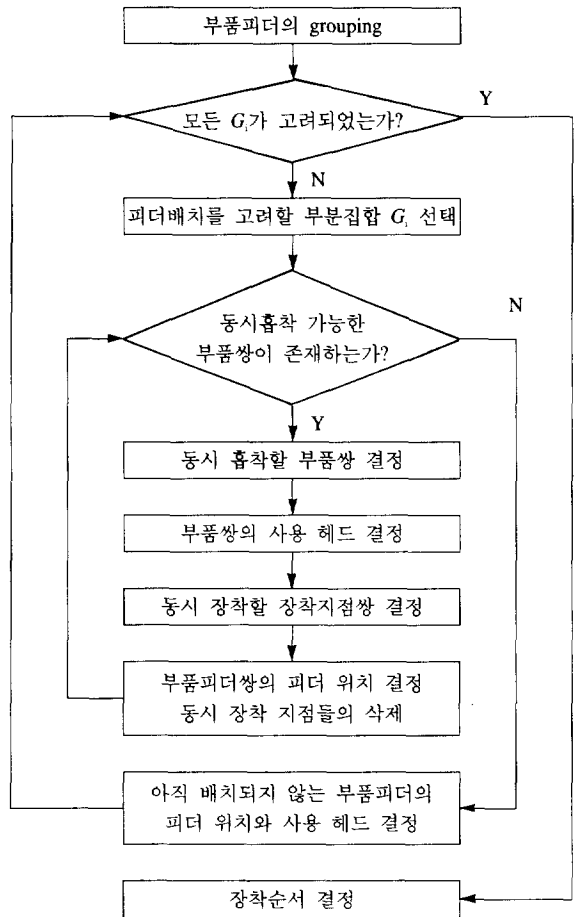 부품피더의 grouping
Y
모든 Gᵢ가 고려되었는가?
N
피더배치를 고려할 부분집합 Gᵢ 선택
N
동시흡착 가능한
부품쌍이 존재하는가?
Y
동시 흡착할 부품쌍 결정
부품쌍의 사용 헤드 결정
동시 장착할 장착지점쌍 결정
부품피더쌍의 피더 위치 결정
동시 장착 지점들의 삭제
아직 배치되지 않는 부품피더의
피더 위치와 사용 헤드 결정
장착순서 결정